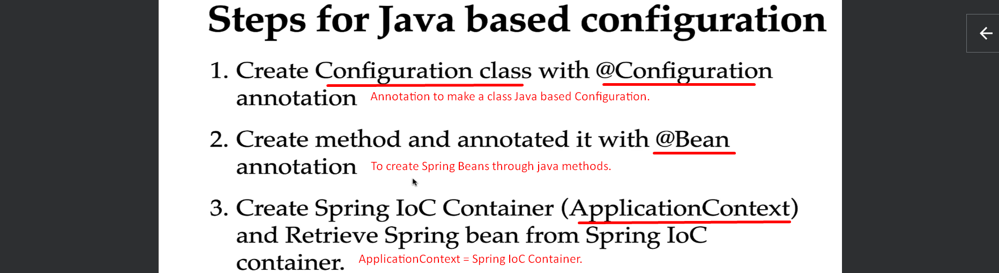 Steps for Java based configuration
1. Create Configuration class with @Configuration
annotation Annotation to make a class Java based Configuration.
2. Create method and annotated it with @Bean
annotation To create Spring Beans through java methods.
3. Create Spring IoC Container (ApplicationContext)
and Retrieve Spring bean from Spring IoC
container. ApplicationContext = Spring IoC Container.